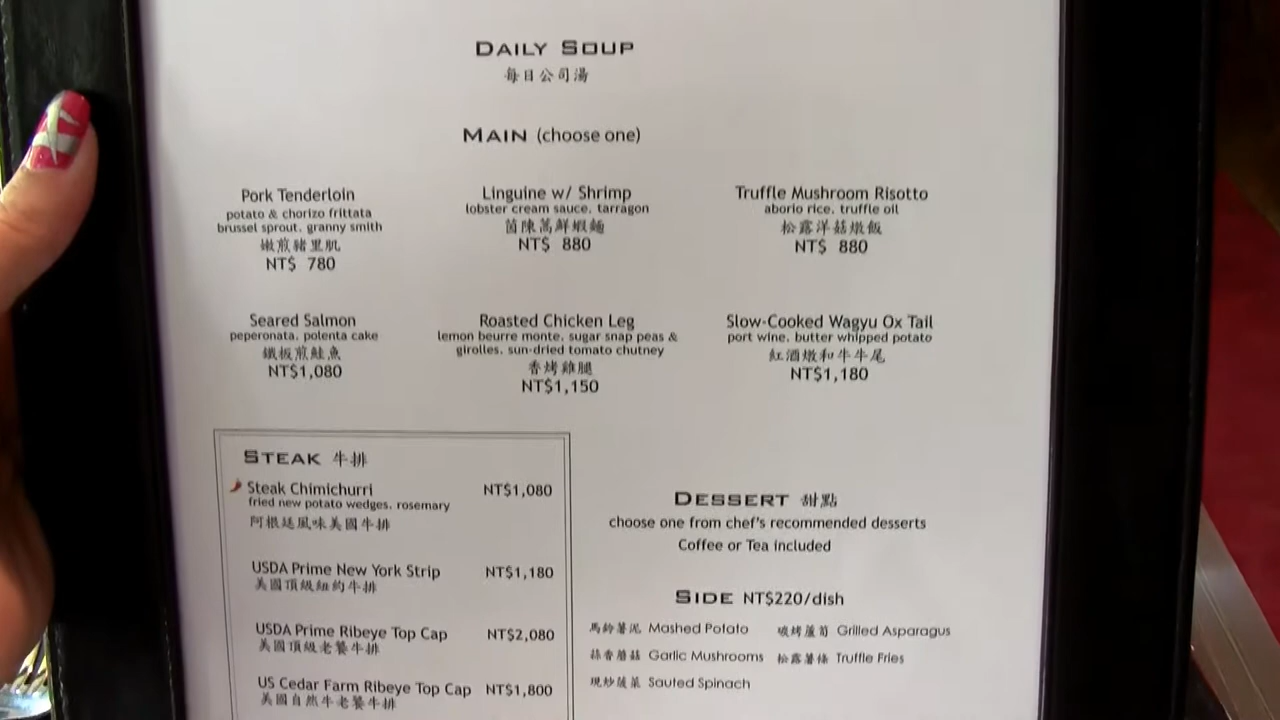 DAILY SOUP
每日公司湯
MAIN (choose one)
Pork Tenderloin
potato & chorizo frittata
brussel sprout, granny smith
嫩煎豬里肌
NT$ 780
Linguine w/ Shrimp
lobster cream sauce, tarragon
茵陳蒿鮮蝦麵
NT$ 880
Truffle Mushroom Risotto
aborio rice, truffle oil
松露洋菇燉飯
NT$ 880
Seared Salmon
peperonata, polenta cake
鐵板煎鮭魚
NT$1,080
Roasted Chicken Leg
lemon beurre monte, sugar snap peas &
girolles, sun-dried tomato chutney
香烤雞腿
NT$1,150
Slow-Cooked Wagyu Ox Tail
port wine, butter whipped potato
紅酒燉和牛牛尾
NT$1,180
STEAK 牛排
Steak Chimichurri NT$1,080
fried new potato wedges, rosemary
阿根廷風味美國牛排
USDA Prime New York Strip NT$1,180
美國頂級紐約牛排
USDA Prime Ribeye Top Cap NT$2,080
美國頂級老饕牛排
US Cedar Farm Ribeye Top Cap NT$1,800
美國自然牛老饕牛排
DESSERT 甜點
choose one from chef's recommended desserts
Coffee or Tea included
SIDE NT$220/dish
馬鈴薯泥 Mashed Potato
碳烤蘆筍 Grilled Asparagus
蒜香蘑菇 Garlic Mushrooms
松露薯條 Truffle Fries
現炒菠菜 Sauted Spinach